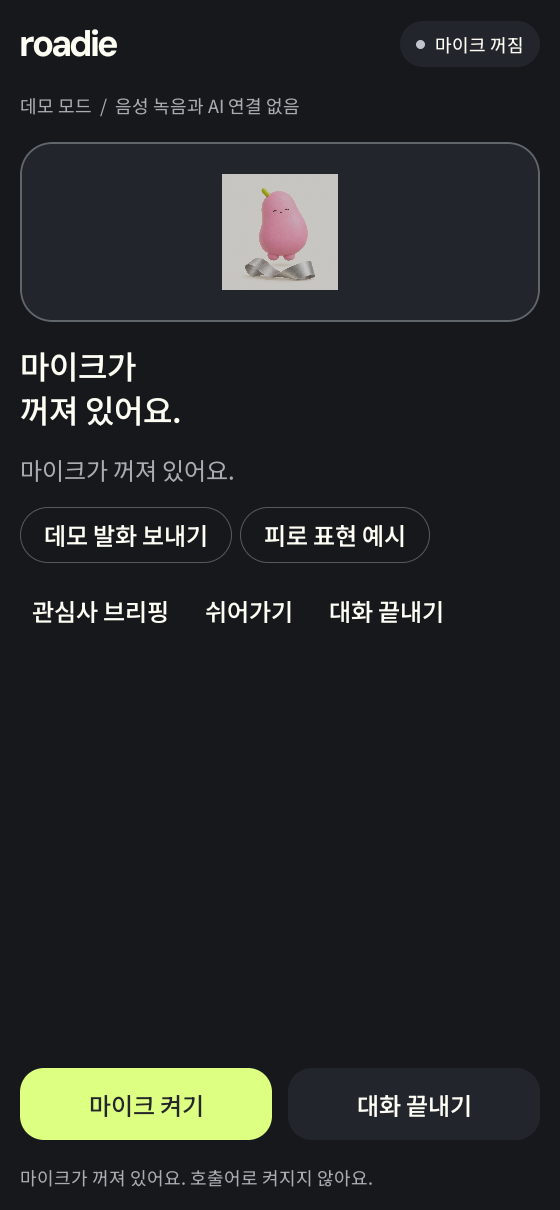 roadie
마이크 꺼짐
데모 모드 / 음성 녹음과 AI 연결 없음
마이크가
꺼져 있어요.
마이크가 꺼져 있어요.
데모 발화 보내기
피로 표현 예시
관심사 브리핑
쉬어가기
대화 끝내기
마이크 켜기
대화 끝내기
마이크가 꺼져 있어요. 호출어로 켜지지 않아요.